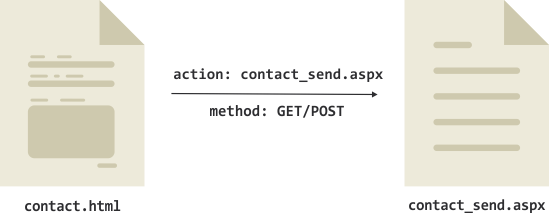 action: contact_send.aspx
method: GET/POST
contact.html
contact_send.aspx